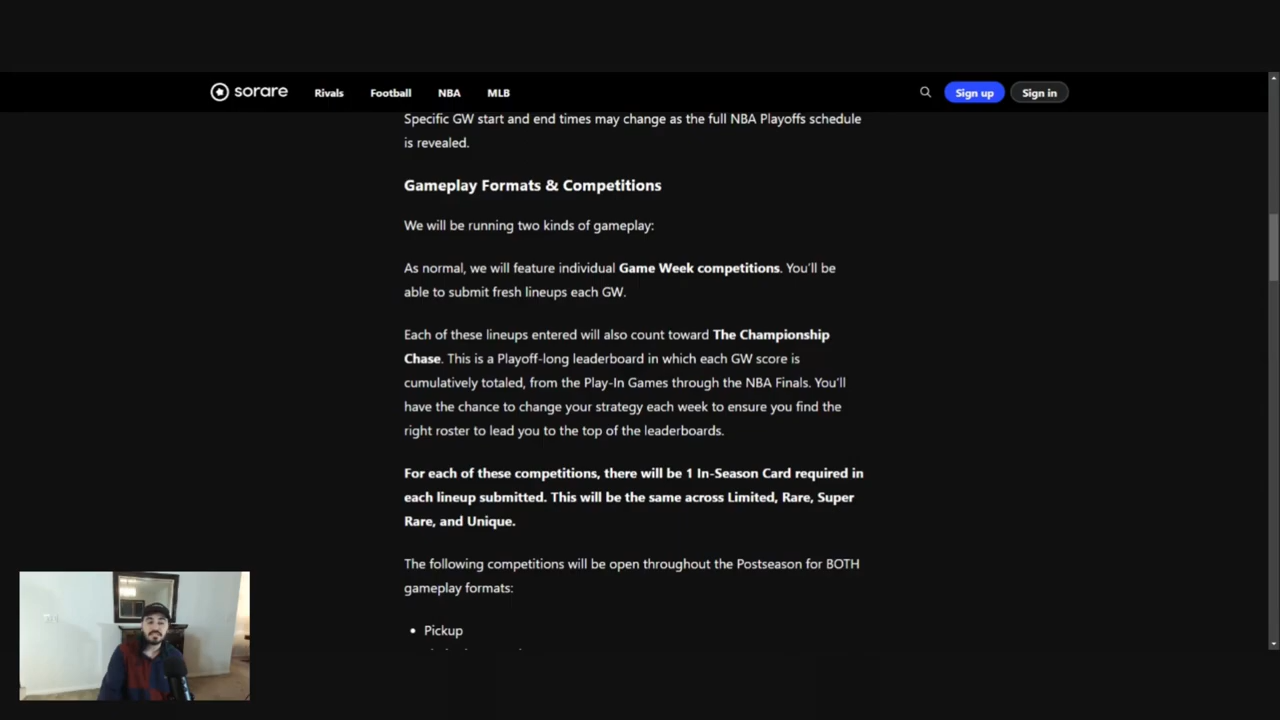 sorare
Rivals
Football
NBA
MLB
Sign up
Sign in
Specific GW start and end times may change as the full NBA Playoffs schedule
is revealed.
Gameplay Formats & Competitions
We will be running two kinds of gameplay:
As normal, we will feature individual Game Week competitions. You'll be
able to submit fresh lineups each GW.
Each of these lineups entered will also count toward The Championship
Chase. This is a Playoff-long leaderboard in which each GW score is
cumulatively totaled, from the Play-In Games through the NBA Finals. You'll
have the chance to change your strategy each week to ensure you find the
right roster to lead you to the top of the leaderboards.
For each of these competitions, there will be 1 In-Season Card required in
each lineup submitted. This will be the same across Limited, Rare, Super
Rare, and Unique.
The following competitions will be open throughout the Postseason for BOTH
gameplay formats:
• Pickup